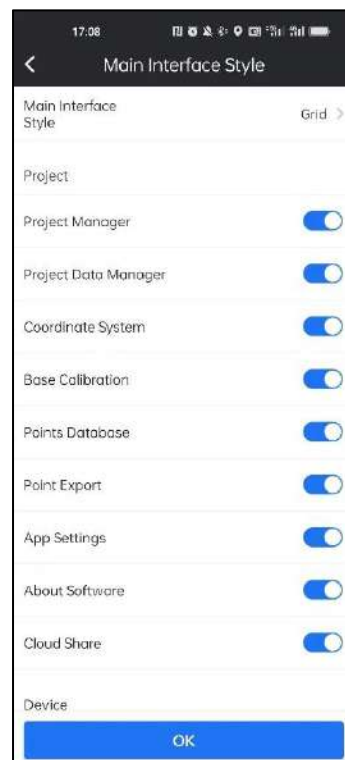 17:08
Main Interface Style
Main Interface
Style
Grid
Project
Project Manager
Project Data Manager
Coordinate System
Base Calibration
Points Database
Point Export
App Settings
About Software
Cloud Share
Device
OK